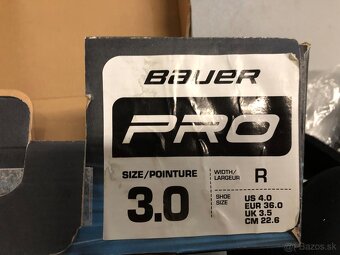 BAUER
PRO
SIZE/POINTURE
3.0
WIDTH/
LARGEUR
R
SHOE
SIZE
US 4.0
EUR 36.0
UK 3.5
CM 22.6
bazos.sk